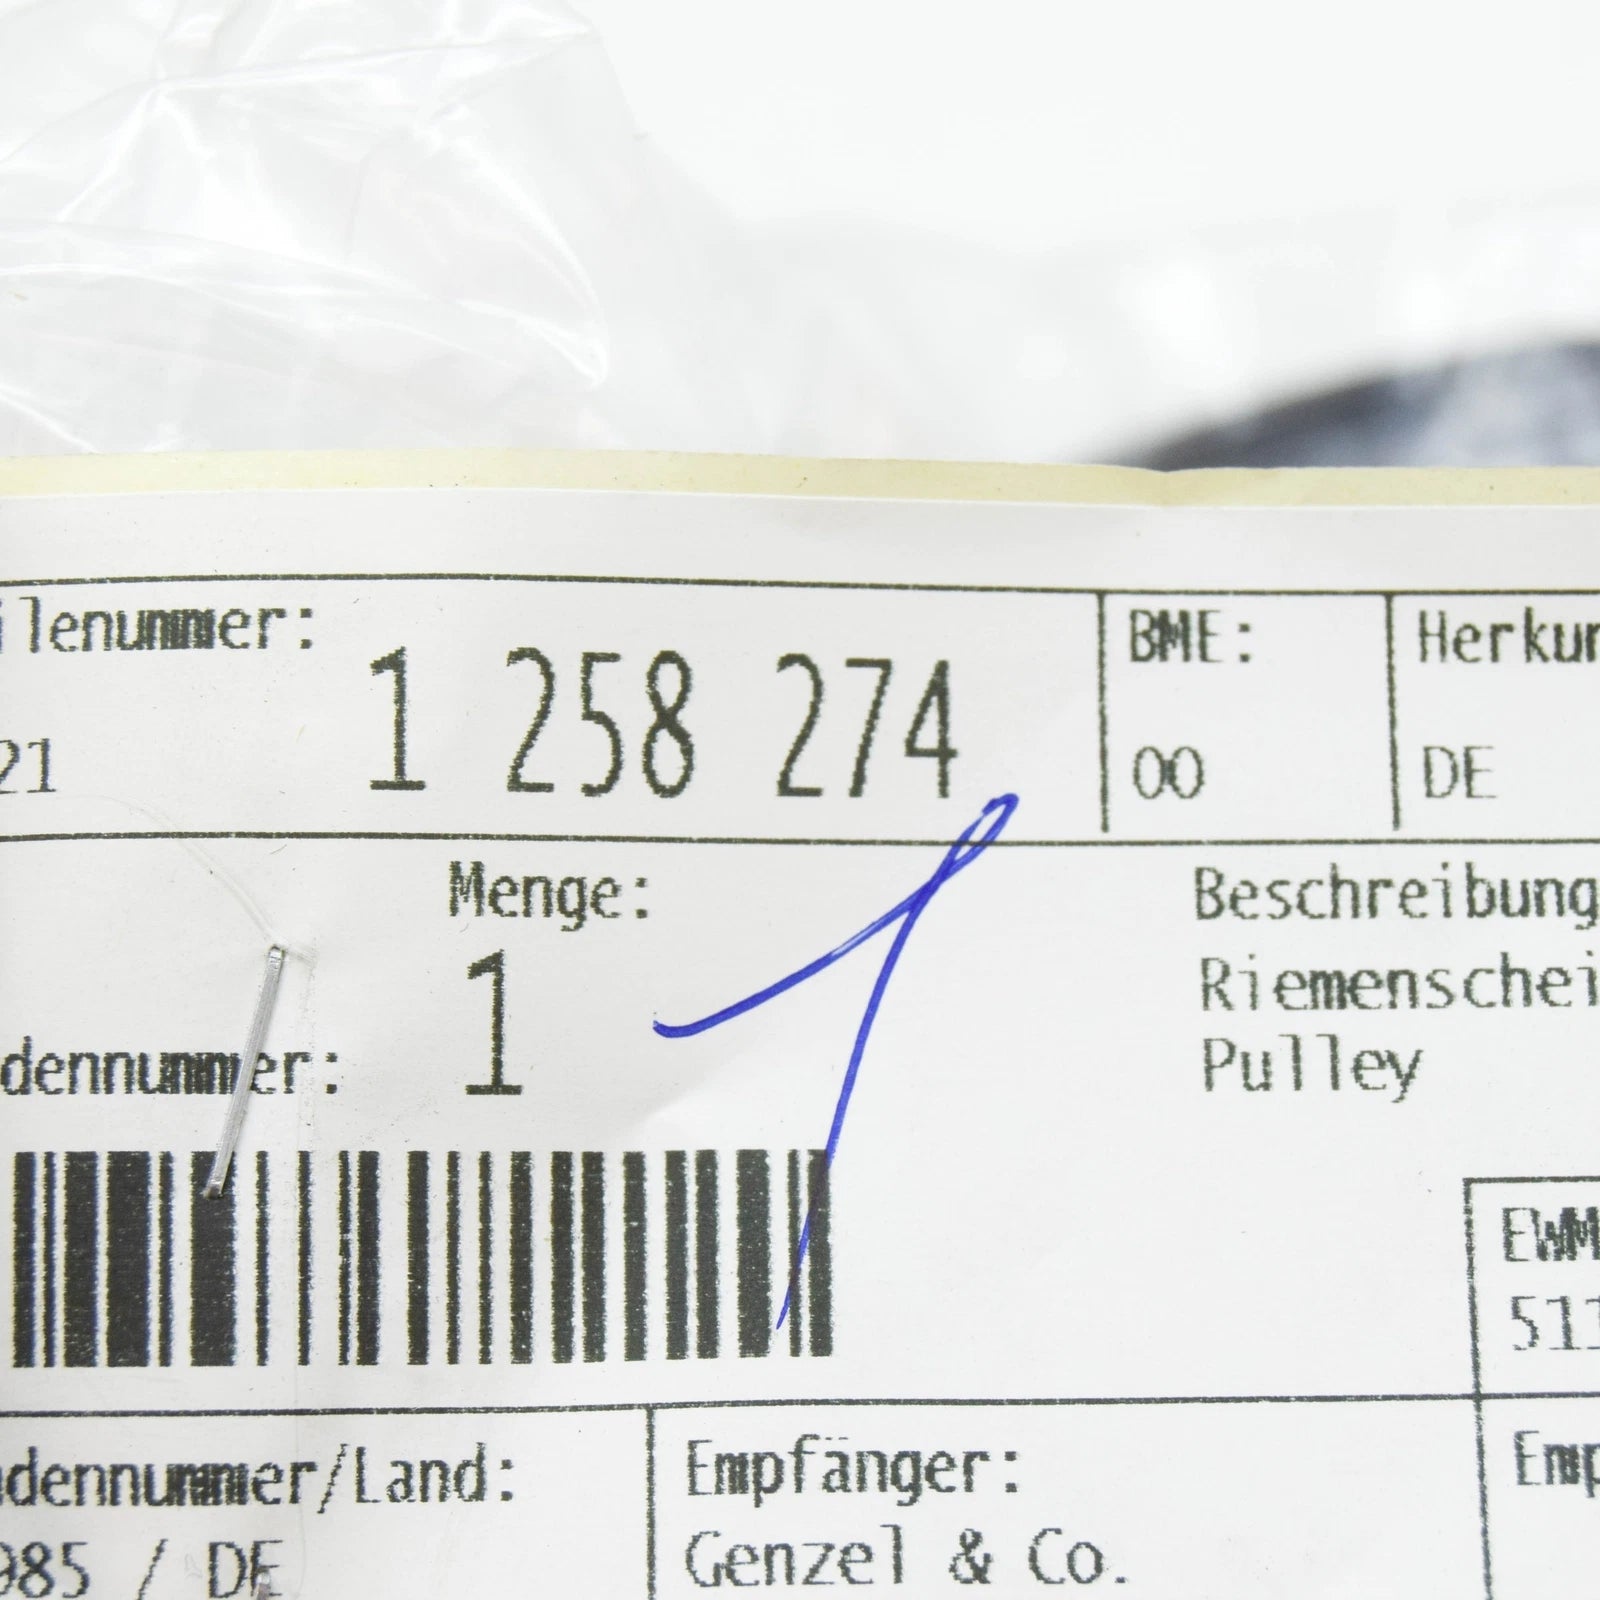 ilenummer: 1 258 274 BME: Herkun
21 00 DE
Menge: Beschreibung
1 Riemenschei
dennummer: Pulley
EWM
511
dennummer/Land: Empfänger: Emp
985 / DE Genzel & Co.